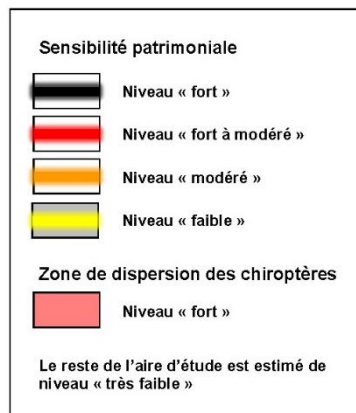 Sensibilité patrimoniale
Niveau « fort »
Niveau « fort à modéré »
Niveau « modéré »
Niveau « faible »
Zone de dispersion des chiroptères
Niveau « fort »
Le reste de l'aire d'étude est estimé de
niveau « très faible »